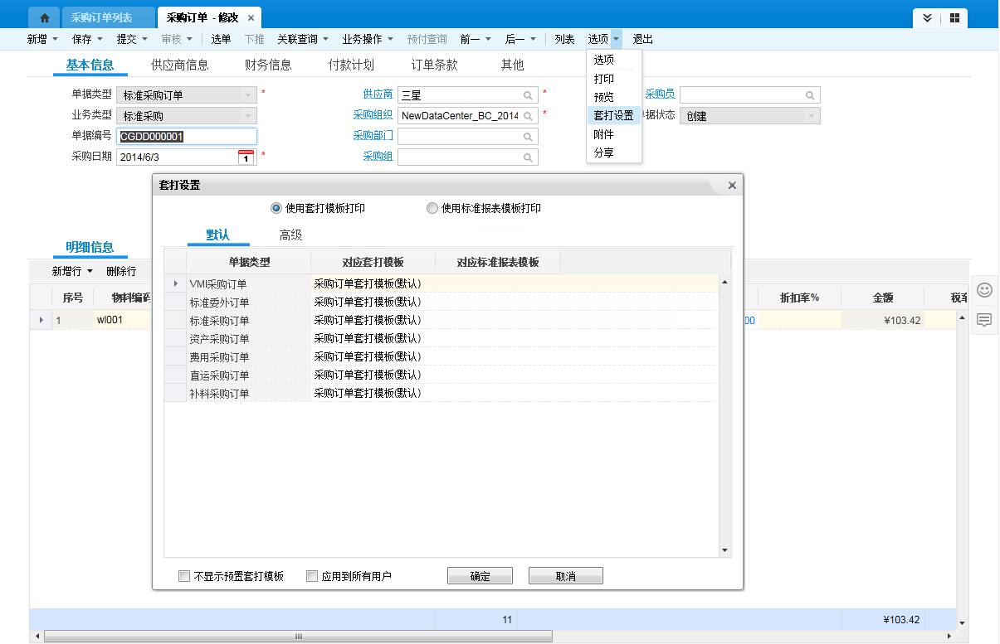 采购订单列表 采购订单 - 修改 ×
新增 保存 提交 审核 选单 下推 关联查询 业务操作 预付查询 前一 后一 列表 选项 退出
基本信息 供应商信息 财务信息 付款计划 订单条款 其他
选项
打印
预览
套打设置
附件
分享
单据类型 标准采购订单 * 供应商 三星 * 采购员
业务类型 标准采购 采购组织 NewDataCenter_BC_2014 * 据状态 创建
单据编号 CGDD000001 采购部门
采购日期 2014/6/3 1 * 采购组
套打设置
使用套打模板打印 使用标准报表模板打印
默认 高级
单据类型 对应套打模板 对应标准报表模板
VMI采购订单 采购订单套打模板(默认)
标准委外订单 采购订单套打模板(默认)
标准采购订单 采购订单套打模板(默认)
资产采购订单 采购订单套打模板(默认)
费用采购订单 采购订单套打模板(默认)
直运采购订单 采购订单套打模板(默认)
补料采购订单 采购订单套打模板(默认)
不显示预置套打模板 应用到所有用户 确定 取消
明细信息
新增行 删除行
序号 物料编码 折扣率% 金额 税率
1 wl001 00 ¥103.42
11 ¥103.42